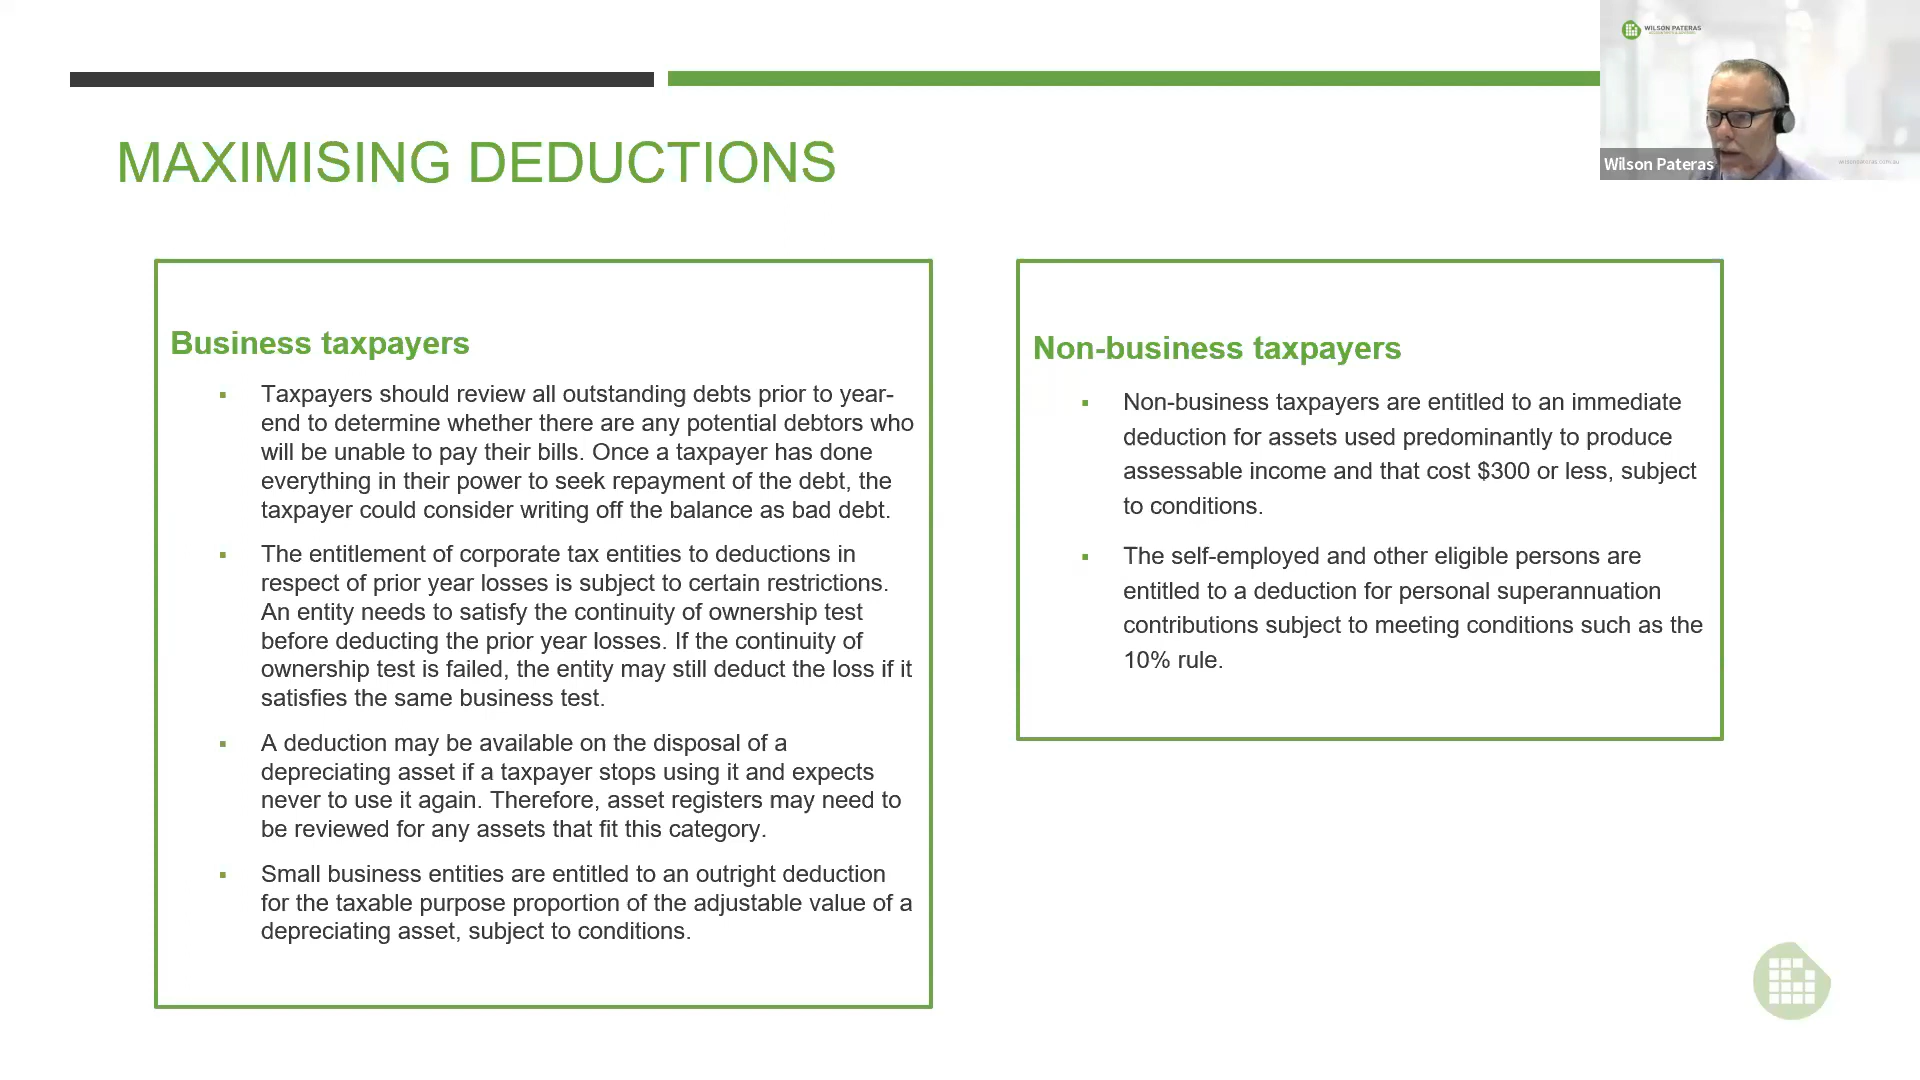 WILSON PATERAS
Wilson Pateras
MAXIMISING DEDUCTIONS
Business taxpayers
▪ Taxpayers should review all outstanding debts prior to year-
end to determine whether there are any potential debtors who
will be unable to pay their bills. Once a taxpayer has done
everything in their power to seek repayment of the debt, the
taxpayer could consider writing off the balance as bad debt.
▪ The entitlement of corporate tax entities to deductions in
respect of prior year losses is subject to certain restrictions.
An entity needs to satisfy the continuity of ownership test
before deducting the prior year losses. If the continuity of
ownership test is failed, the entity may still deduct the loss if it
satisfies the same business test.
▪ A deduction may be available on the disposal of a
depreciating asset if a taxpayer stops using it and expects
never to use it again. Therefore, asset registers may need to
be reviewed for any assets that fit this category.
▪ Small business entities are entitled to an outright deduction
for the taxable purpose proportion of the adjustable value of a
depreciating asset, subject to conditions.
Non-business taxpayers
▪ Non-business taxpayers are entitled to an immediate
deduction for assets used predominantly to produce
assessable income and that cost $300 or less, subject
to conditions.
▪ The self-employed and other eligible persons are
entitled to a deduction for personal superannuation
contributions subject to meeting conditions such as the
10% rule.